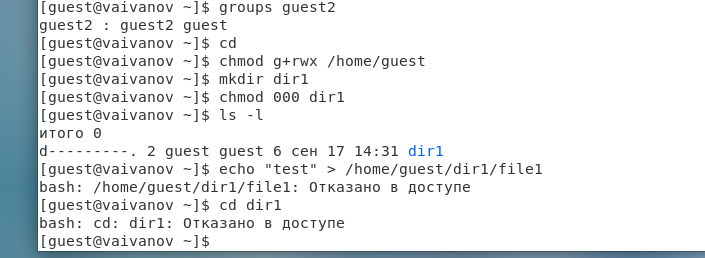 [guest@vaivanov ~]$ groups guest2
guest2 : guest2 guest
[guest@vaivanov ~]$ cd
[guest@vaivanov ~]$ chmod g+rwx /home/guest
[guest@vaivanov ~]$ mkdir dir1
[guest@vaivanov ~]$ chmod 000 dir1
[guest@vaivanov ~]$ ls -l
итого 0
d---------. 2 guest guest 6 сен 17 14:31 dir1
[guest@vaivanov ~]$ echo "test" > /home/guest/dir1/file1
bash: /home/guest/dir1/file1: Отказано в доступе
[guest@vaivanov ~]$ cd dir1
bash: cd: dir1: Отказано в доступе
[guest@vaivanov ~]$